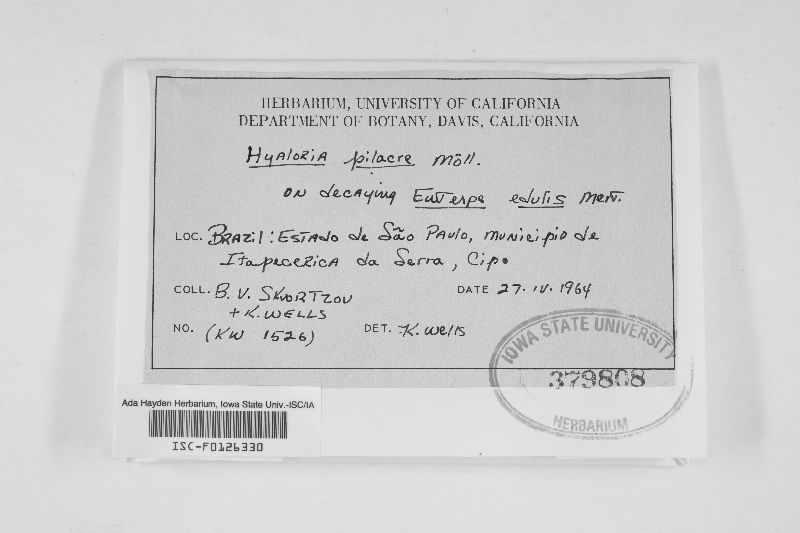 HERBARIUM, UNIVERSITY OF CALIFORNIA
DEPARTMENT OF BOTANY, DAVIS, CALIFORNIA
Hyaloria pilacre Möll.
on decaying Euterpe edulis Mert.
LOC. Brazil: Estado de São Paulo, municipio de
Itapecerica da Serra, Cipo
COLL. B. V. Skvortzov DATE 27.IV.1964
+ K. Wells
NO. (KW 1526) DET. K. Wells
IOWA STATE UNIVERSITY
379808
HERBARIUM
Ada Hayden Herbarium, Iowa State Univ.-ISC/IA
ISC-F0126330